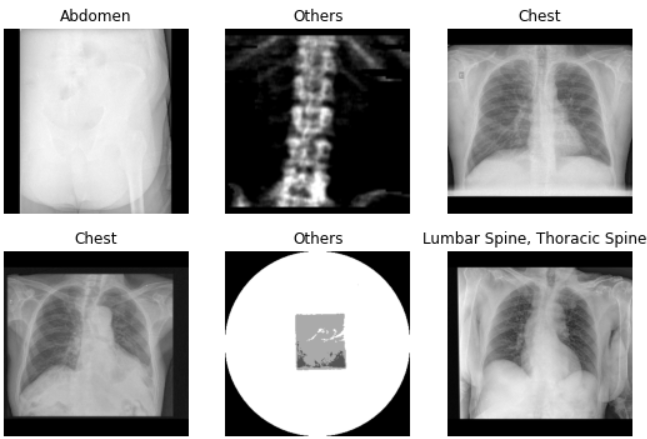 Abdomen
Others
Chest
Chest
Others
Lumbar Spine, Thoracic Spine